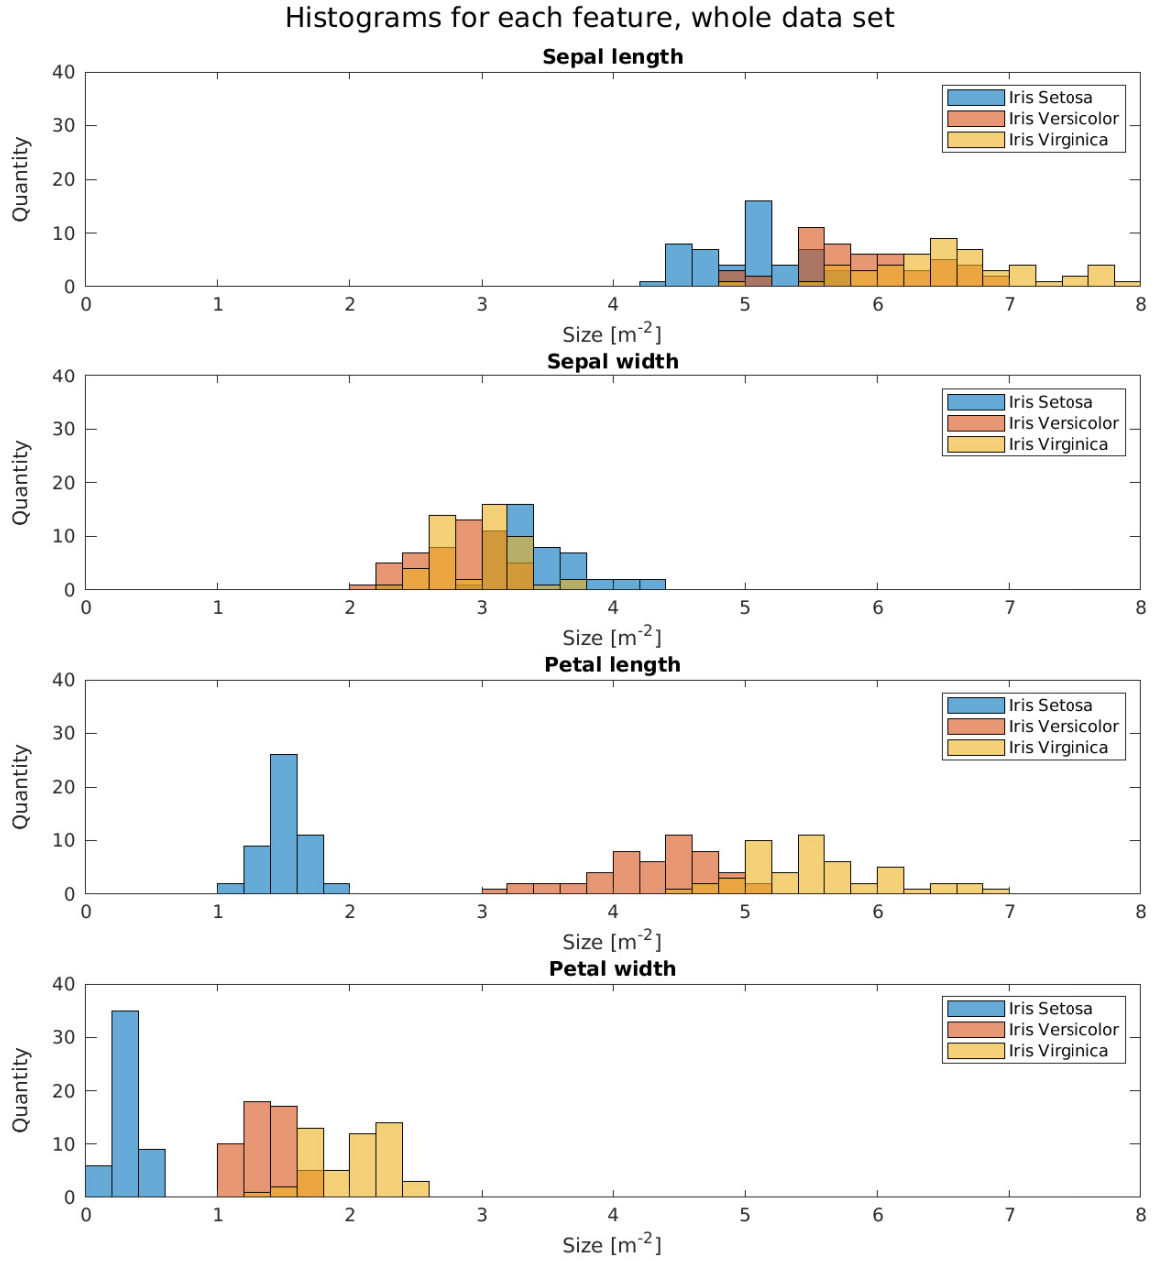 Histograms for each feature, whole data set
Sepal length
40
30
20
10
0
Quantity
Iris Setosa
Iris Versicolor
Iris Virginica
0 1 2 3 4 5 6 7 8
Size [m-2]
Sepal width
40
30
20
10
0
Quantity
Iris Setosa
Iris Versicolor
Iris Virginica
0 1 2 3 4 5 6 7 8
Size [m-2]
Petal length
40
30
20
10
0
Quantity
Iris Setosa
Iris Versicolor
Iris Virginica
0 1 2 3 4 5 6 7 8
Size [m-2]
Petal width
40
30
20
10
0
Quantity
Iris Setosa
Iris Versicolor
Iris Virginica
0 1 2 3 4 5 6 7 8
Size [m-2]